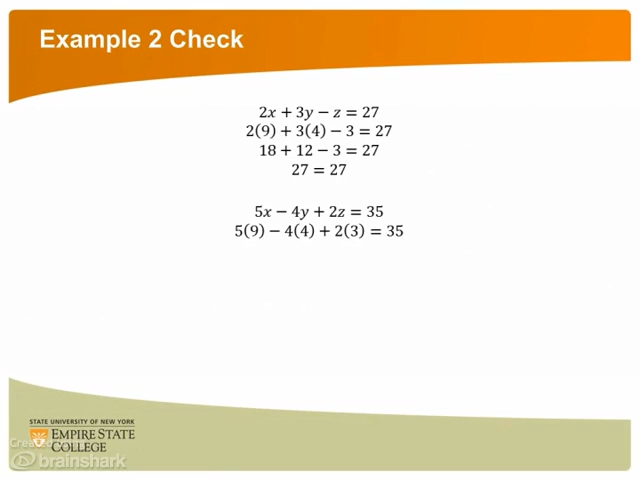 Example 2 Check
2x + 3y − z = 27
2(9) + 3(4) − 3 = 27
18 + 12 − 3 = 27
27 = 27
5x − 4y + 2z = 35
5(9) − 4(4) + 2(3) = 35
STATE UNIVERSITY OF NEW YORK
EMPIRE STATE
COLLEGE
brainshark